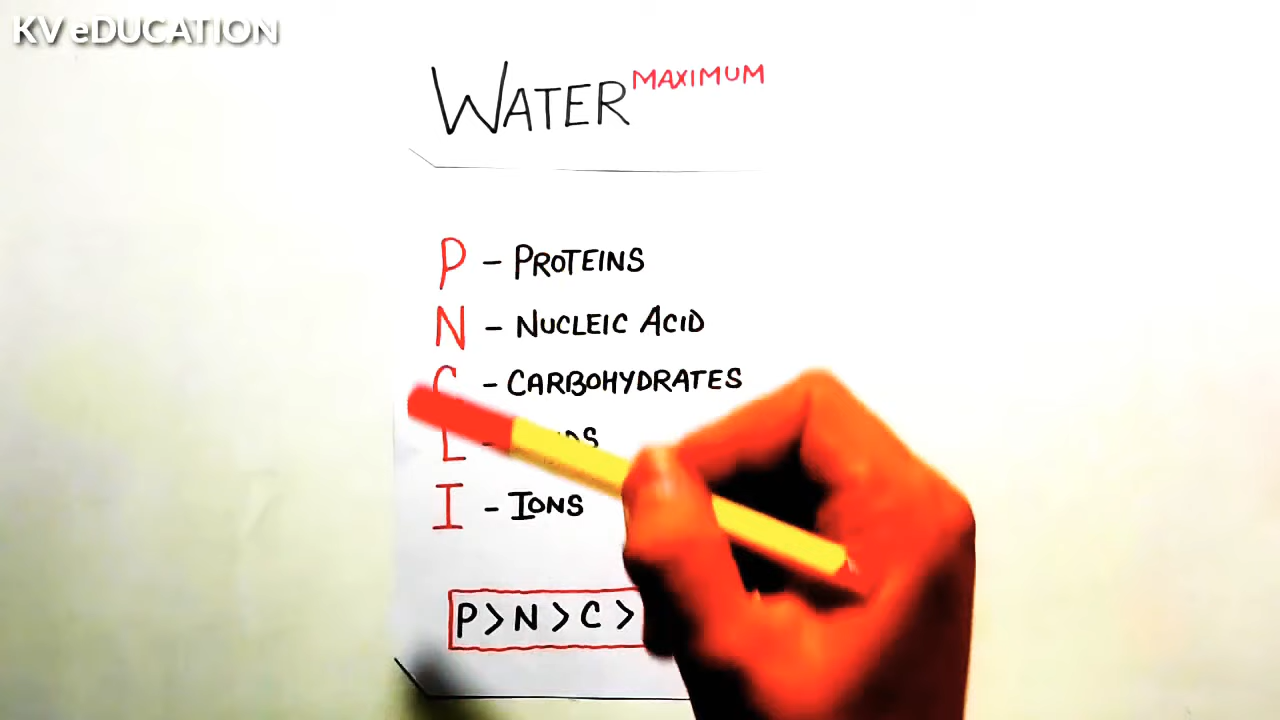 KV eDUCATION
WATER MAXIMUM
P - PROTEINS
N - NUCLEIC ACID
C - CARBOHYDRATES
L -
I - IONS
P > N > C >